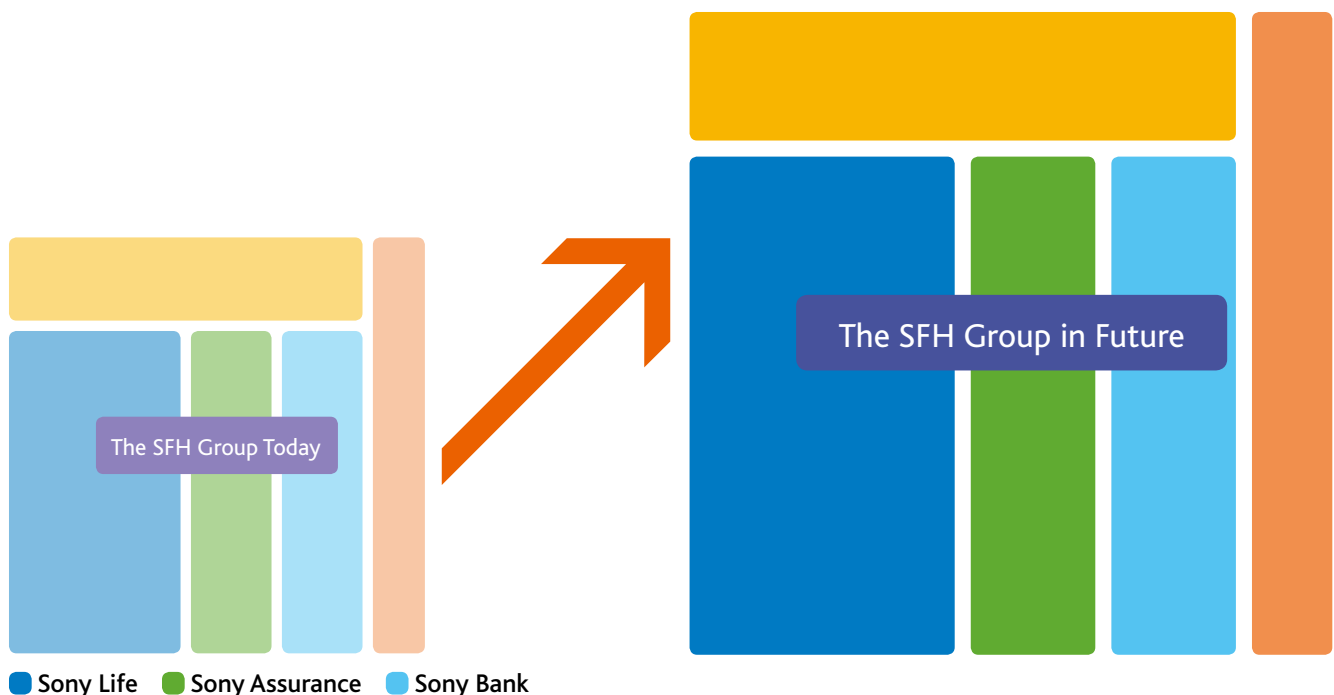 The SFH Group in Future
The SFH Group Today
Sony Life
Sony Assurance
Sony Bank